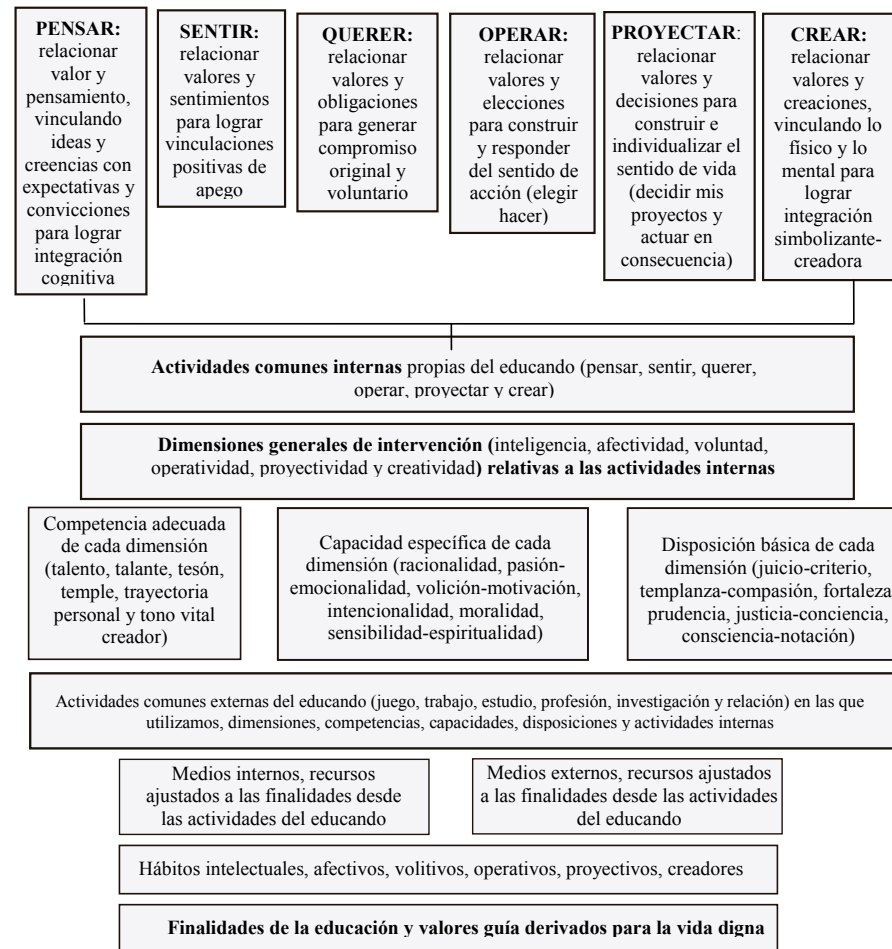 PENSAR:
relacionar
valor y
pensamiento,
vinculando
ideas y
creencias con
expectativas y
convicciones
para lograr
integración
cognitiva
SENTIR:
relacionar
valores y
sentimientos
para lograr
vinculaciones
positivas de
apego
QUERER:
relacionar
valores y
obligaciones
para generar
compromiso
original y
voluntario
OPERAR:
relacionar
valores y
elecciones
para construir
y responder
del sentido de
acción (elegir
hacer)
PROYECTAR:
relacionar
valores y
decisiones para
construir e
individualizar el
sentido de vida
(decidir mis
proyectos y
actuar en
consecuencia)
CREAR:
relacionar
valores y
creaciones,
vinculando lo
físico y lo
mental para
lograr
integración
simbolizante-
creadora
Actividades comunes internas propias del educando (pensar, sentir, querer,
operar, proyectar y crear)
Dimensiones generales de intervención (inteligencia, afectividad, voluntad,
operatividad, proyectividad y creatividad) relativas a las actividades internas
Competencia adecuada
de cada dimensión
(talento, talante, tesón,
temple, trayectoria
personal y tono vital
creador)
Capacidad específica de cada
dimensión (racionalidad, pasión-
emocionalidad, volición-motivación,
intencionalidad, moralidad,
sensibilidad-espiritualidad)
Disposición básica de cada
dimensión (juicio-criterio,
templanza-compasión, fortaleza
prudencia, justicia-conciencia,
consciencia-notación)
Actividades comunes externas del educando (juego, trabajo, estudio, profesión, investigación y relación) en las que
utilizamos, dimensiones, competencias, capacidades, disposiciones y actividades internas
Medios internos, recursos
ajustados a las finalidades desde
las actividades del educando
Medios externos, recursos ajustados
a las finalidades desde las actividades
del educando
Hábitos intelectuales, afectivos, volitivos, operativos, proyectivos, creadores
Finalidades de la educación y valores guía derivados para la vida digna